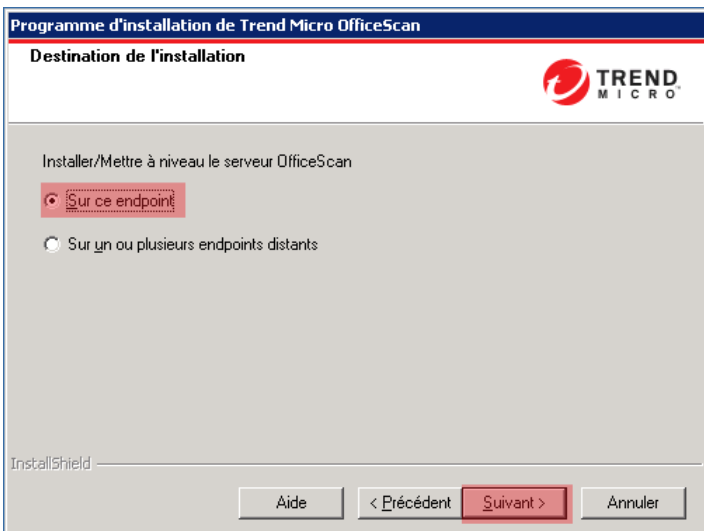 Programme d'installation de Trend Micro OfficeScan
Destination de l'installation
TREND
MICRO
Installer/Mettre à niveau le serveur OfficeScan
Sur ce endpoint
Sur un ou plusieurs endpoints distants
InstallShield
Aide
< Précédent
Suivant >
Annuler